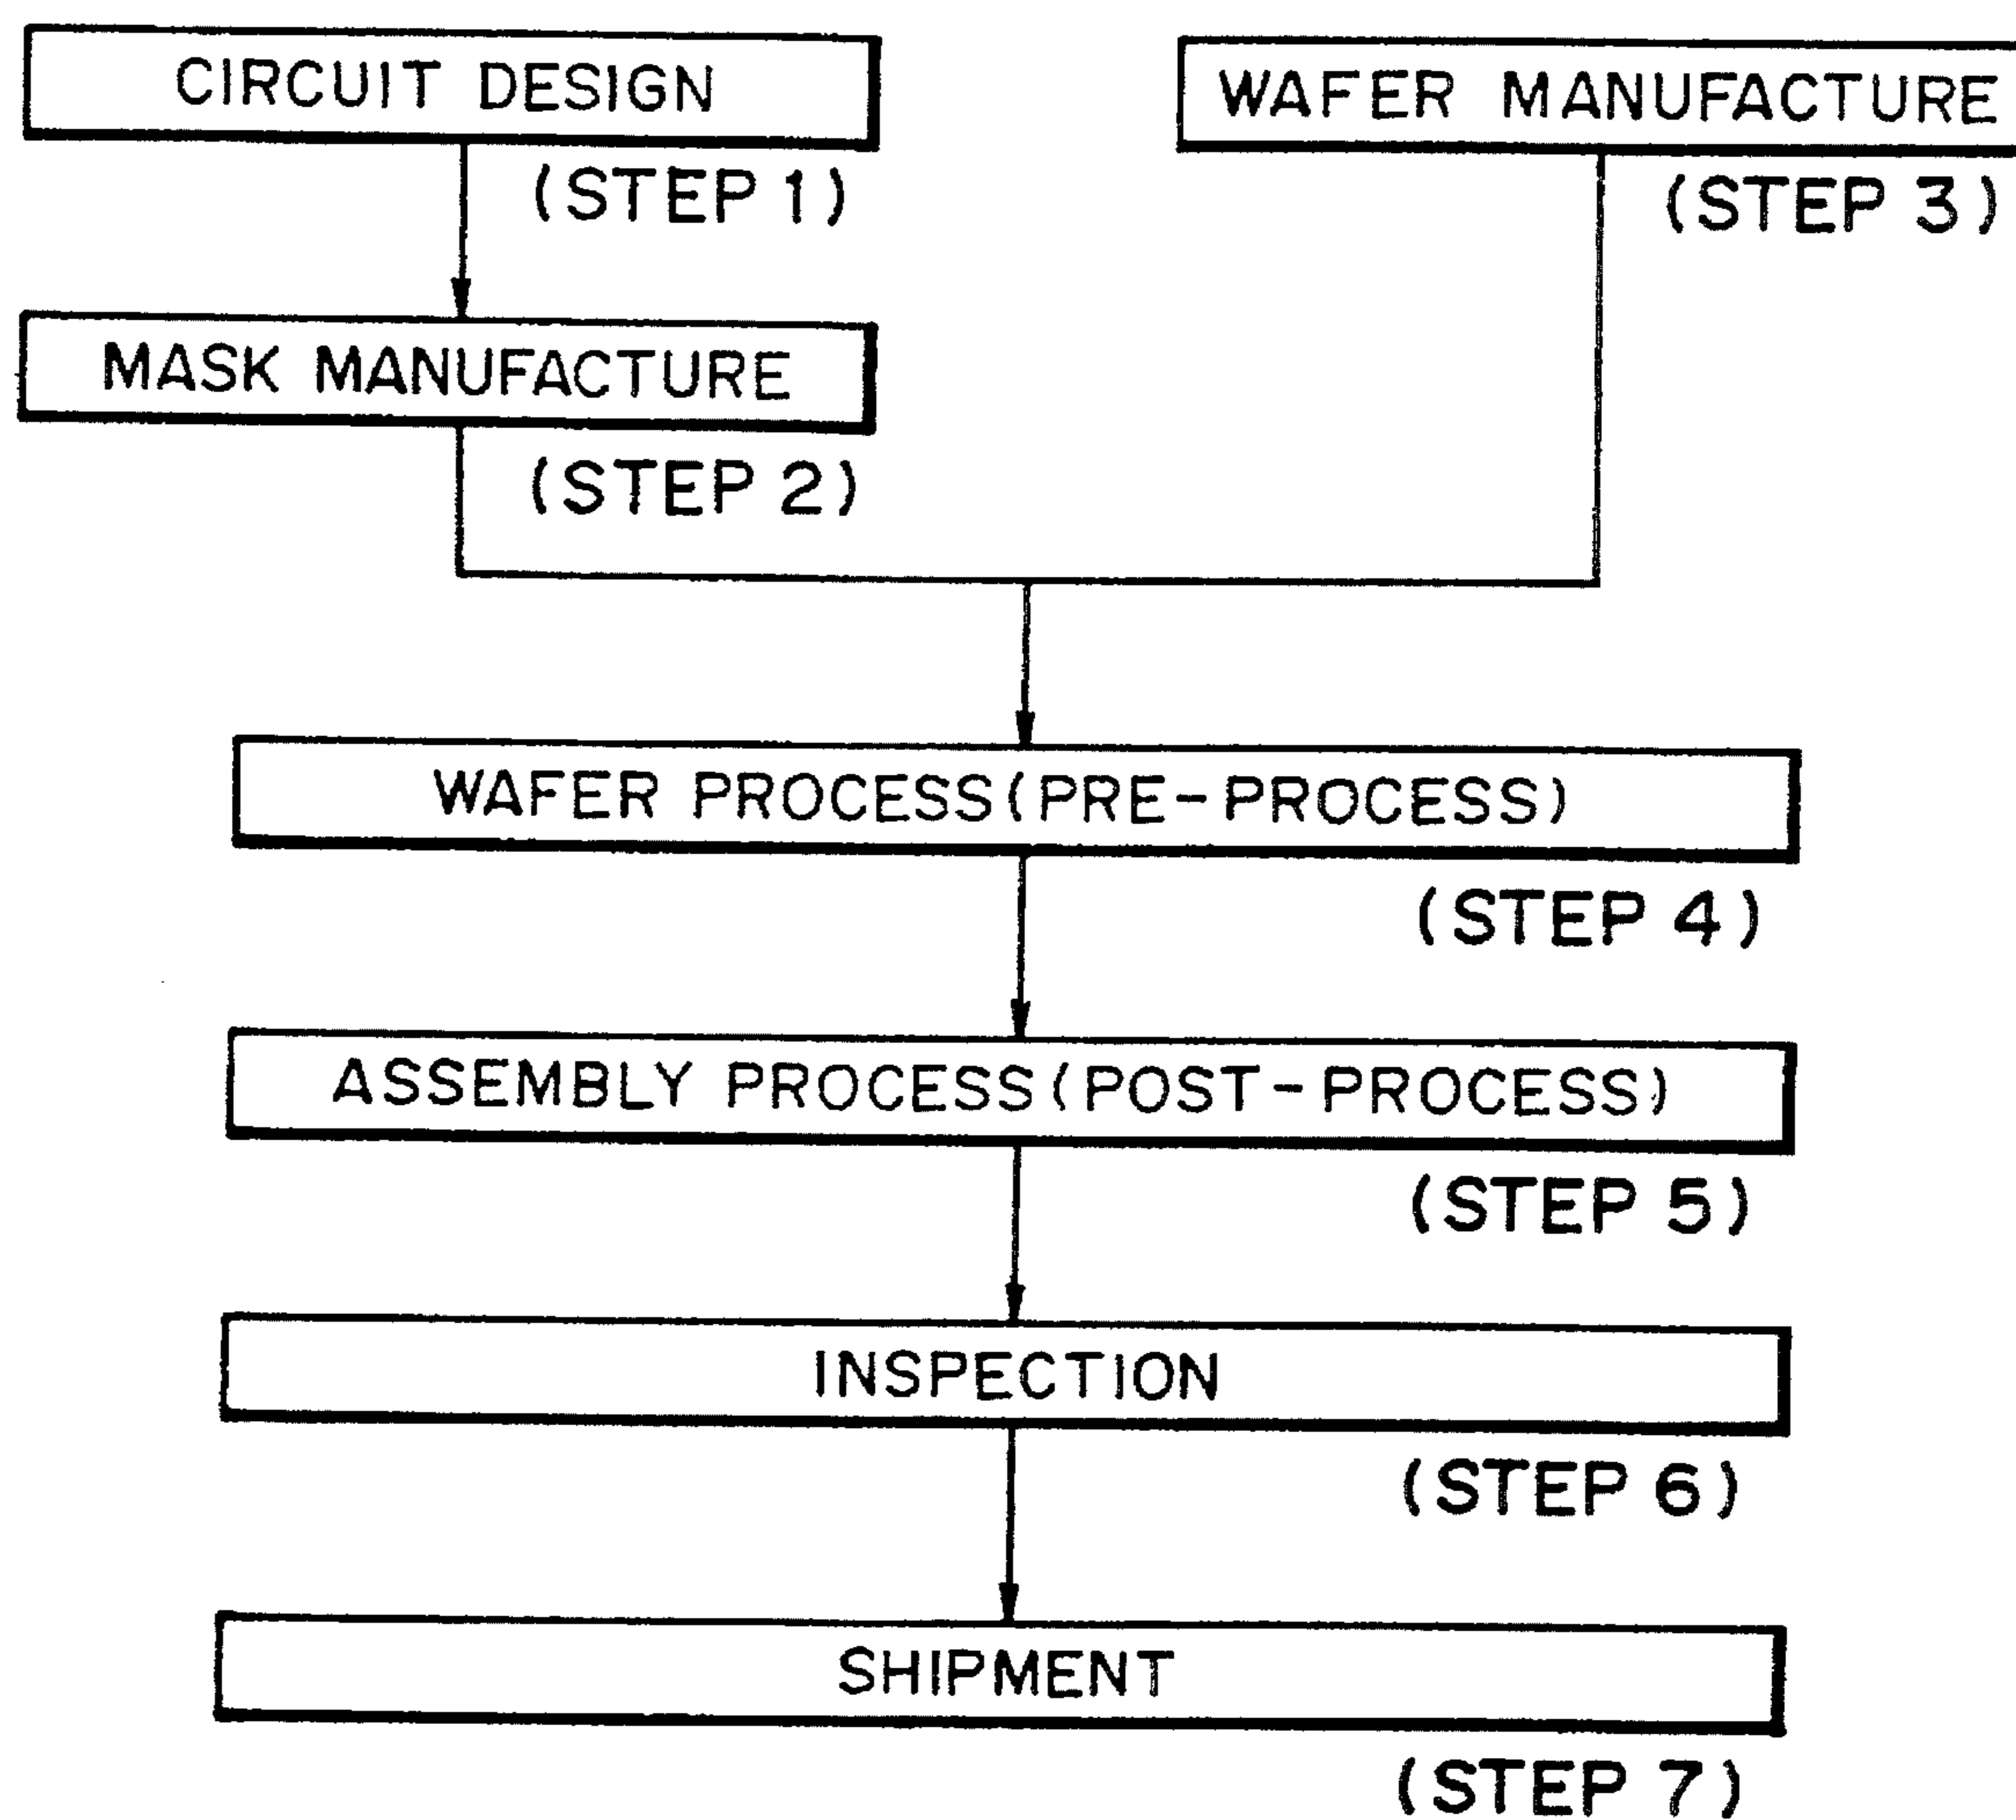 CIRCUIT DESIGN
(STEP 1)
WAFER MANUFACTURE
(STEP 3)
MASK MANUFACTURE
(STEP 2)
WAFER PROCESS(PRE-PROCESS)
(STEP 4)
ASSEMBLY PROCESS(POST-PROCESS)
(STEP 5)
INSPECTION
(STEP 6)
SHIPMENT
(STEP 7)